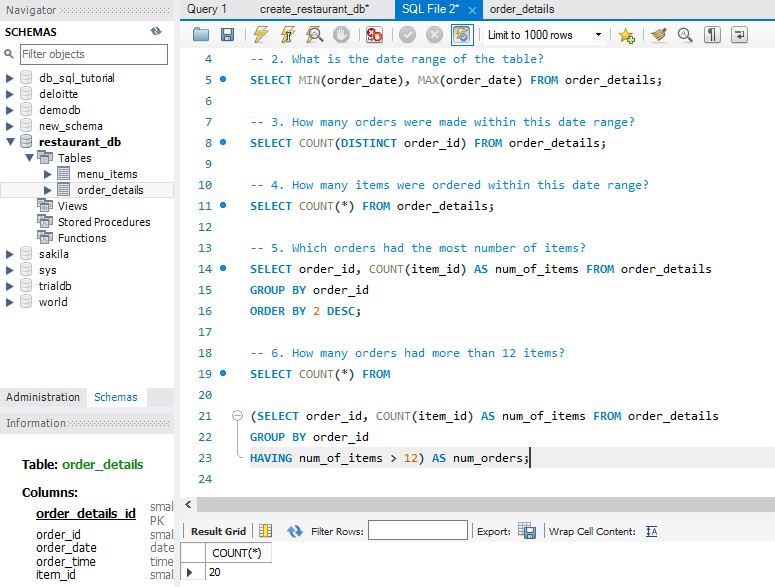 Navigator
SCHEMAS
Filter objects
db_sql_tutorial
deloitte
demodb
new_schema
restaurant_db
Tables
menu_items
order_details
Views
Stored Procedures
Functions
sakila
sys
trialdb
world
Administration Schemas
Information
Table: order_details
Columns:
order_details_id smal
PK
order_id smal
order_date date
order_time time
item_id smal
Query 1 create_restaurant_db* SQL File 2* order_details
Limit to 1000 rows
4 -- 2. What is the date range of the table?
5 SELECT MIN(order_date), MAX(order_date) FROM order_details;
6
7 -- 3. How many orders were made within this date range?
8 SELECT COUNT(DISTINCT order_id) FROM order_details;
9
10 -- 4. How many items were ordered within this date range?
11 SELECT COUNT(*) FROM order_details;
12
13 -- 5. Which orders had the most number of items?
14 SELECT order_id, COUNT(item_id) AS num_of_items FROM order_details
15 GROUP BY order_id
16 ORDER BY 2 DESC;
17
18 -- 6. How many orders had more than 12 items?
19 SELECT COUNT(*) FROM
20
21 (SELECT order_id, COUNT(item_id) AS num_of_items FROM order_details
22 GROUP BY order_id
23 HAVING num_of_items > 12) AS num_orders;
24
Result Grid Filter Rows: Export: Wrap Cell Content:
COUNT(*)
20